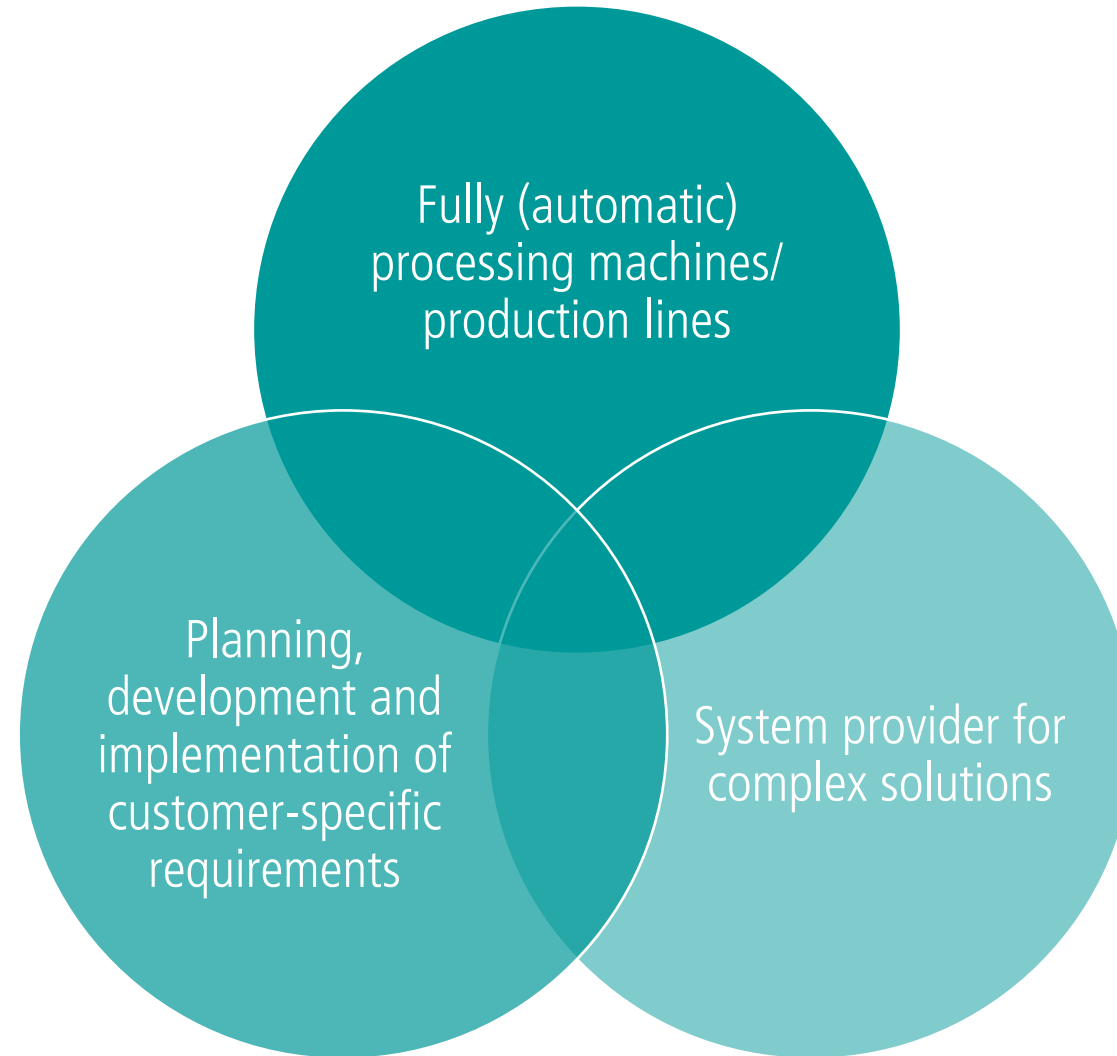 Fully (automatic)
processing machines/
production lines
Planning,
development and
implementation of
customer-specific
requirements
System provider for
complex solutions